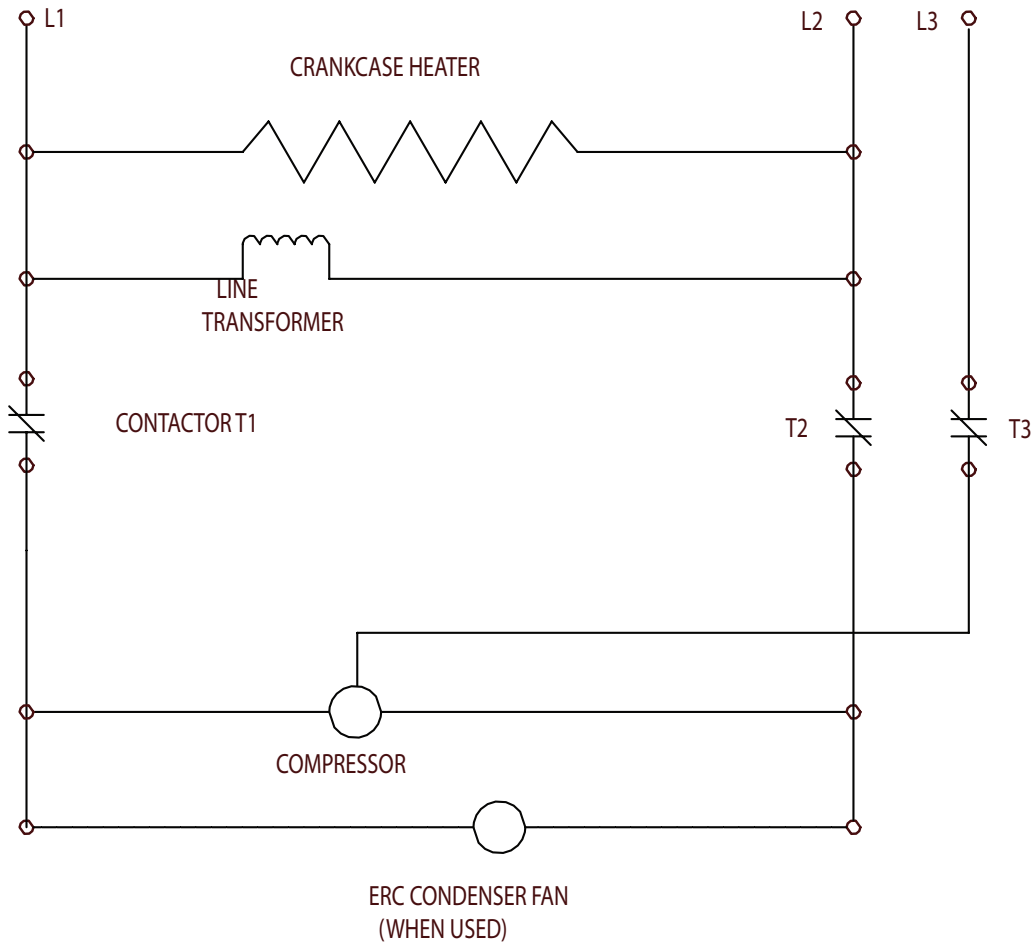 L1
L2
L3
CRANKCASE HEATER
LINE
TRANSFORMER
CONTACTOR T1
T2
T3
COMPRESSOR
ERC CONDENSER FAN
(WHEN USED)